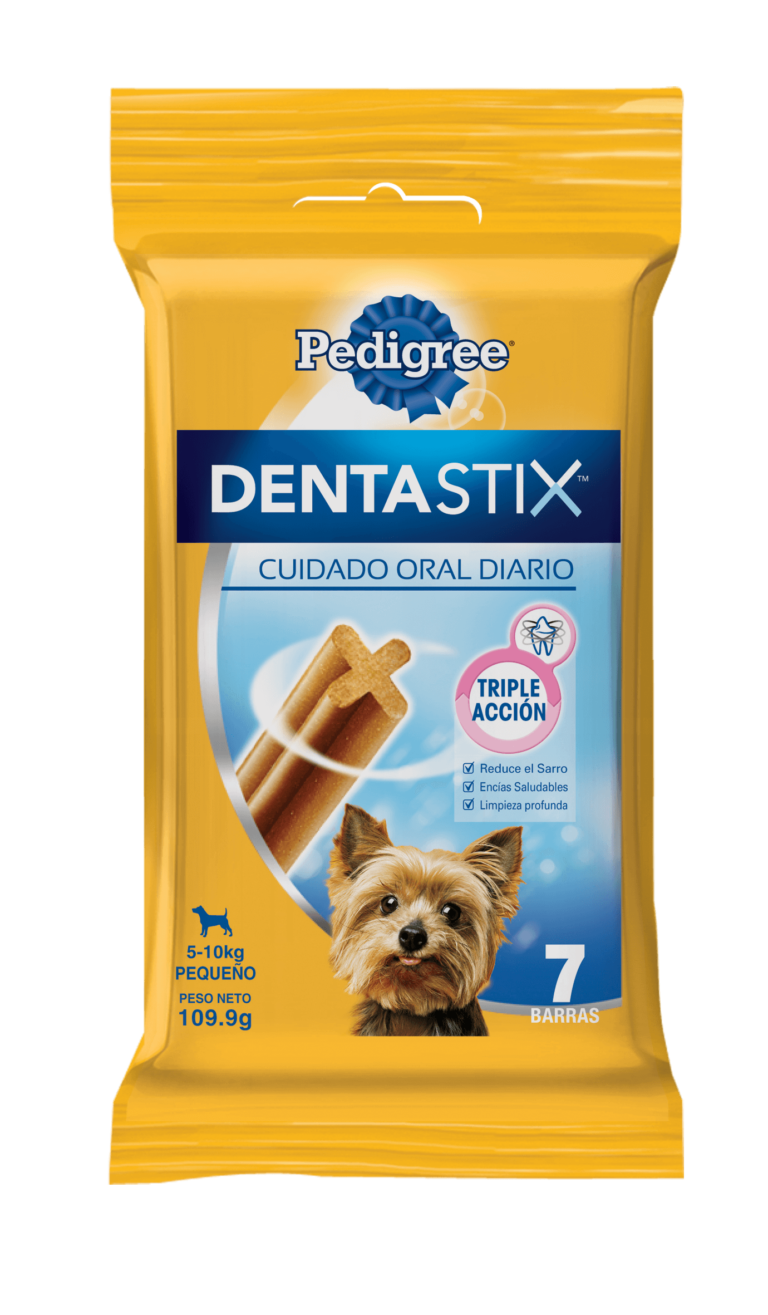 Pedigree®
DENTASTIX™
CUIDADO ORAL DIARIO
TRIPLE
ACCIÓN
Reduce el Sarro
Encías Saludables
Limpieza profunda
5-10kg
PEQUEÑO
PESO NETO
109.9g
7
BARRAS